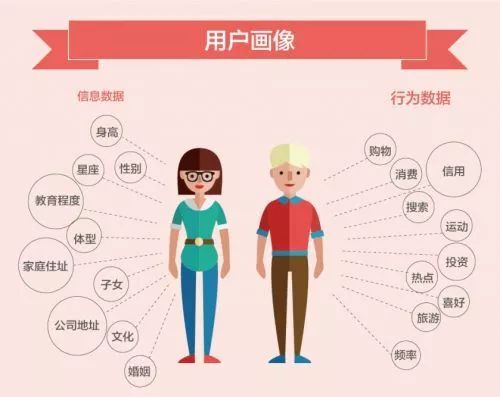 用户画像
信息数据
身高
星座
性别
教育程度
体型
家庭住址
子女
公司地址
文化
婚姻
行为数据
购物
消费
信用
搜索
运动
投资
热点
喜好
旅游
频率